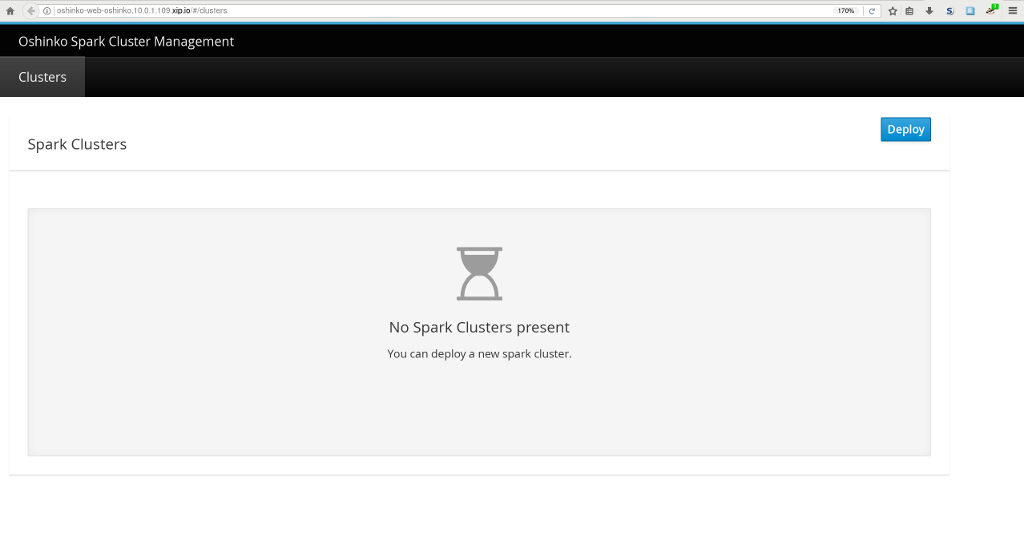 oshinko-web-oshinko.10.0.1.109.xip.io/#/clusters
170%
Oshinko Spark Cluster Management
Clusters
Spark Clusters
Deploy
No Spark Clusters present
You can deploy a new spark cluster.